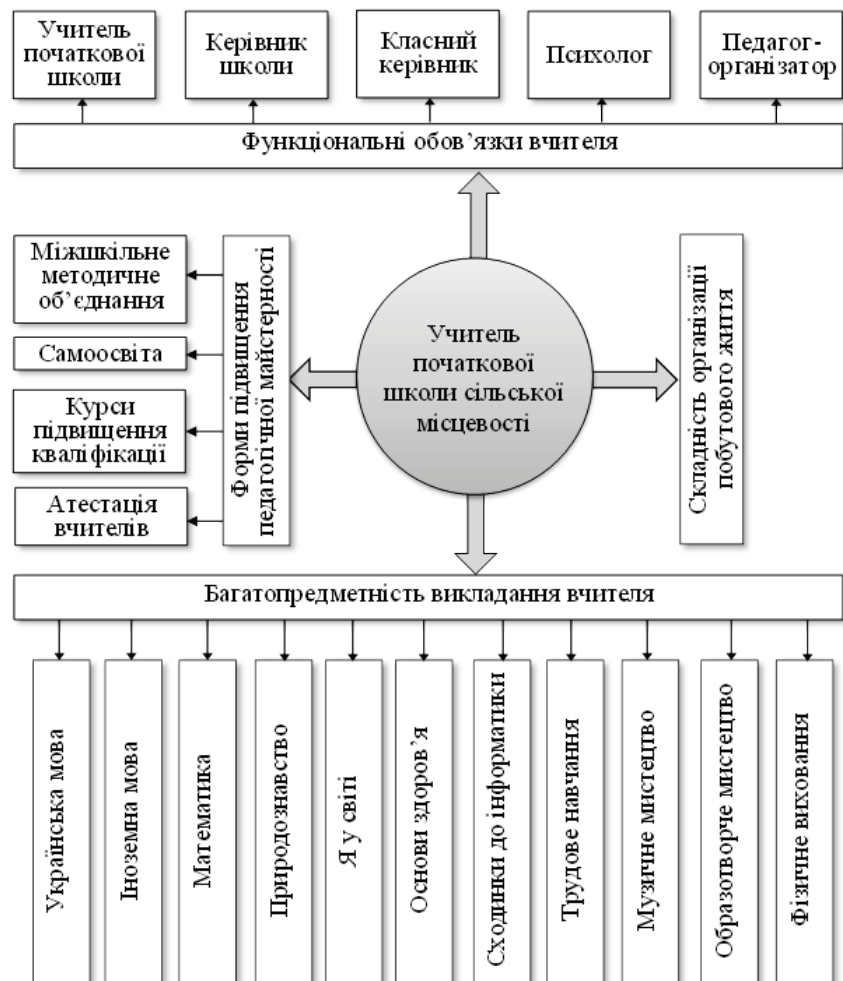 Учитель
початкової
школи
Керівник
школи
Класний
керівник
Психолог
Педагог-
організатор
Функціональні обов’язки вчителя
Міжшкільне
методичне
об’єднання
Самоосвіта
Курси
підвищення
кваліфікації
Атестація
вчителів
Форми підвищення
педагогічної майстерності
Учитель
початкової
школи сільської
місцевості
Складність організації
побутового життя
Багатопредметність викладання вчителя
Українська мова
Іноземна мова
Математика
Природознавство
Я у світі
Основи здоров’я
Сходинки до інформатики
Трудове навчання
Музичне мистецтво
Образотворче мистецтво
Фізичне виховання